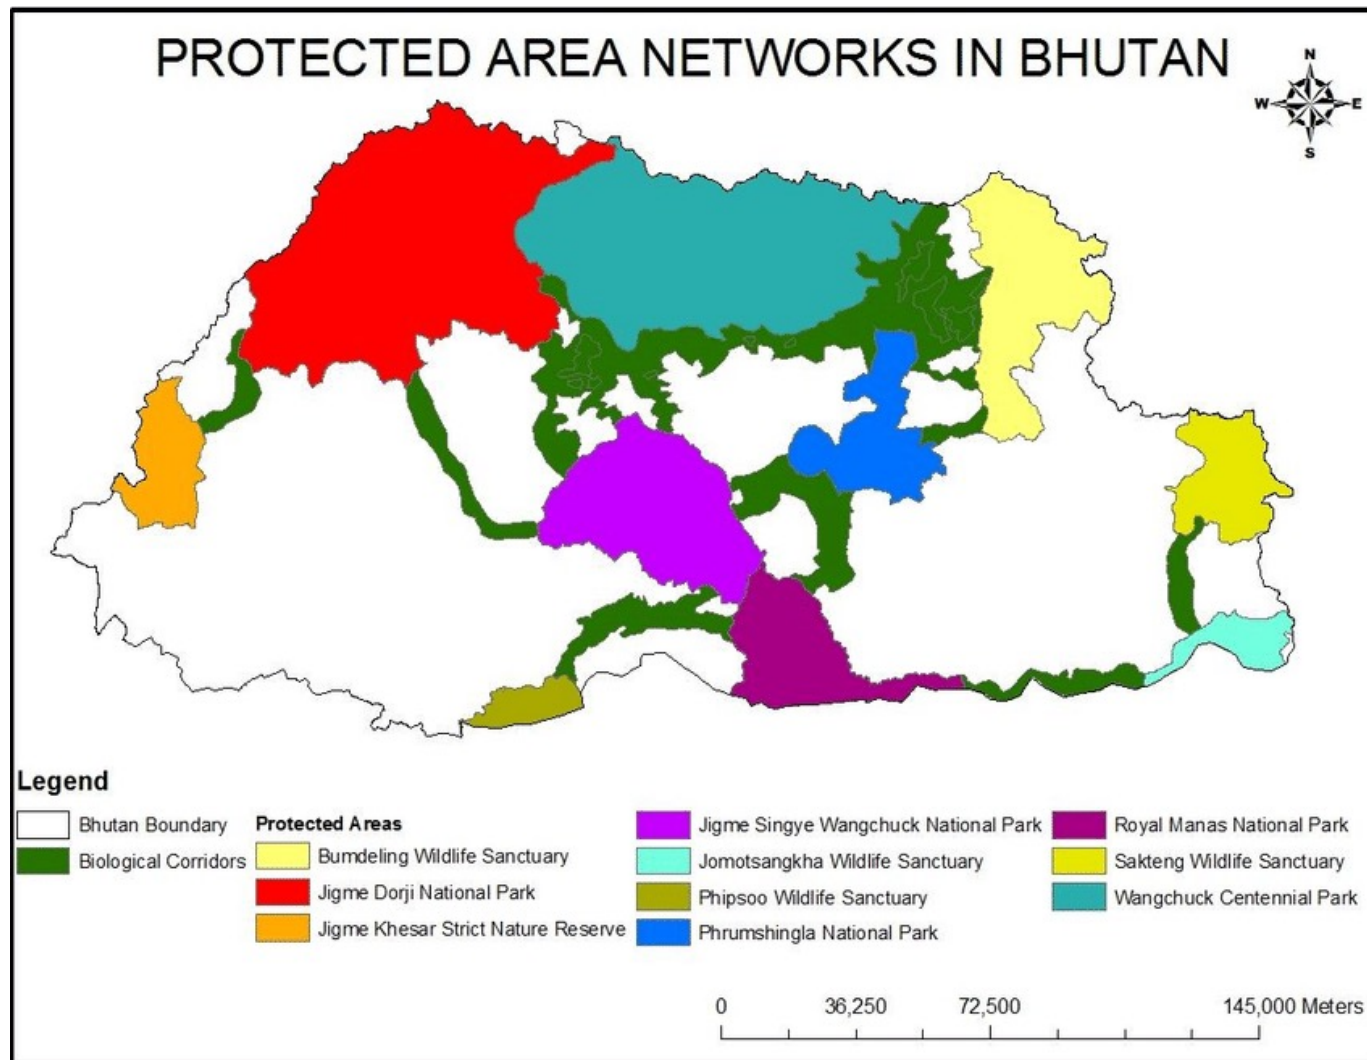 PROTECTED AREA NETWORKS IN BHUTAN
N
W E
S
Legend
Bhutan Boundary
Biological Corridors
Protected Areas
Bumdeling Wildlife Sanctuary
Jigme Dorji National Park
Jigme Khesar Strict Nature Reserve
Jigme Singye Wangchuck National Park
Jomotsangkha Wildlife Sanctuary
Phipsoo Wildlife Sanctuary
Phrumshingla National Park
Royal Manas National Park
Sakteng Wildlife Sanctuary
Wangchuck Centennial Park
0 36,250 72,500 145,000 Meters